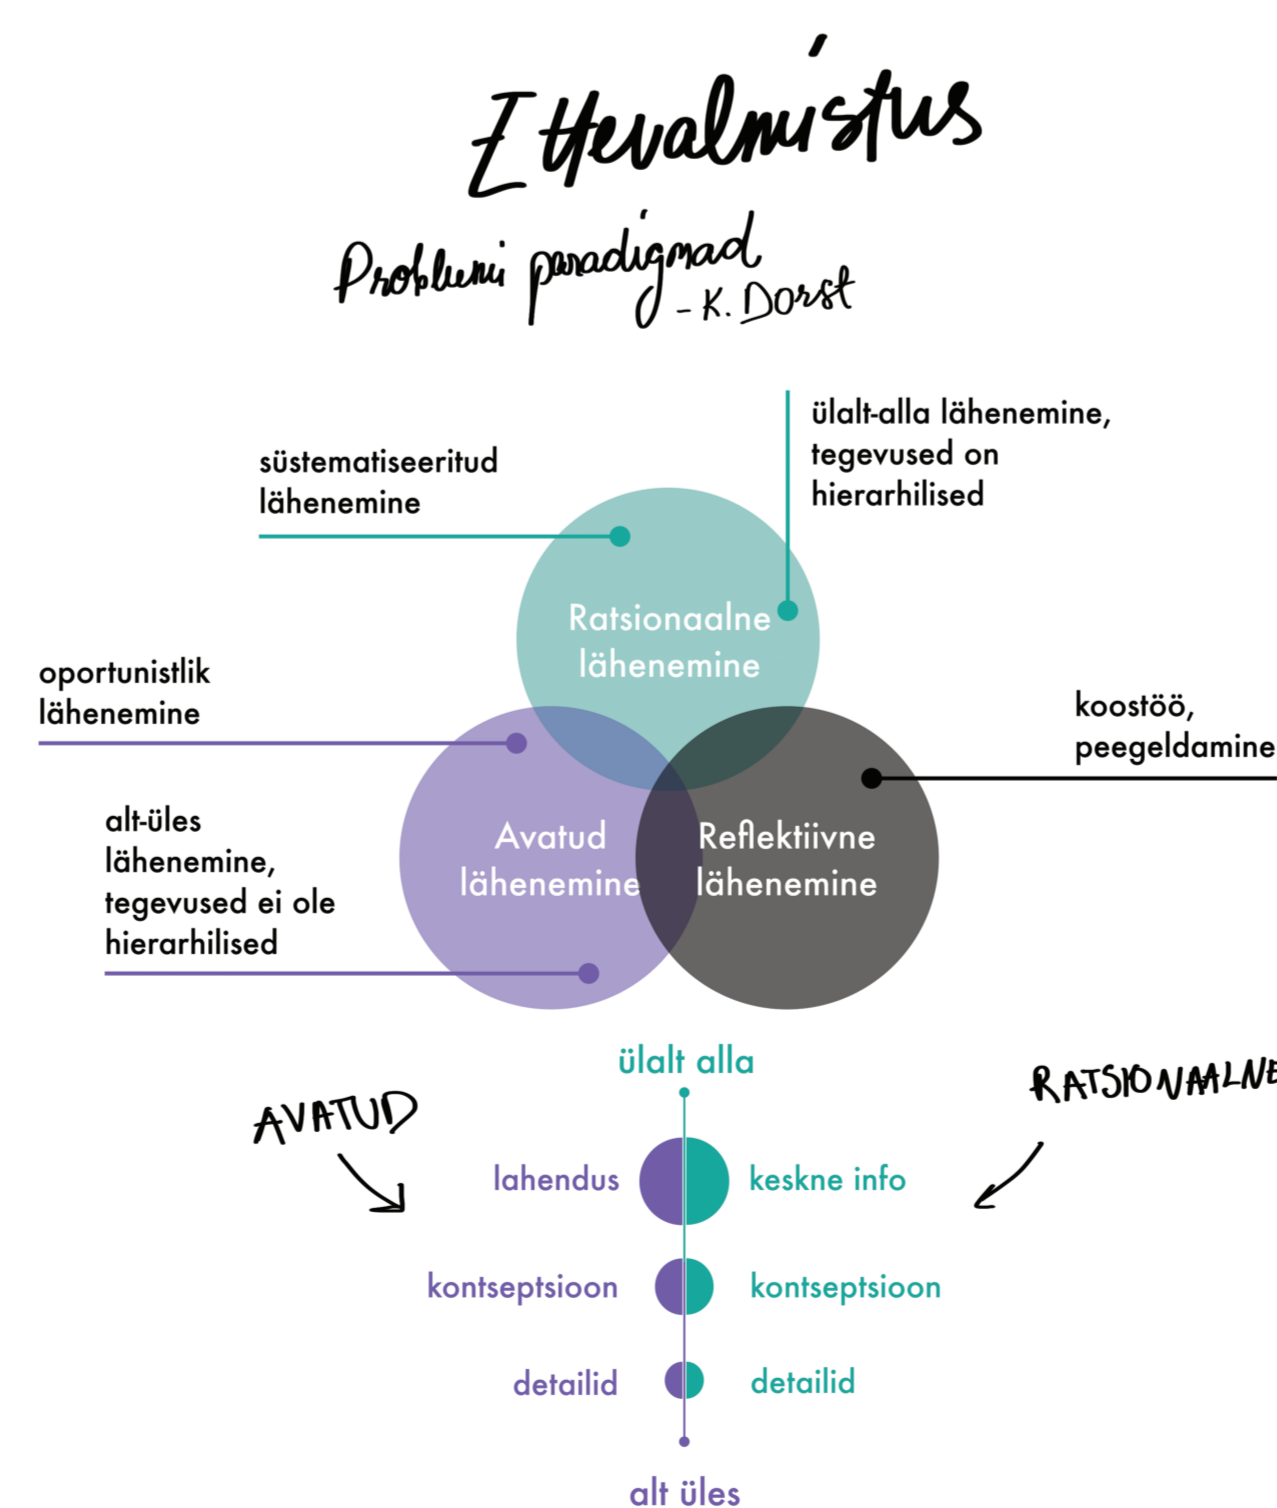 Ettevalmistus
Probleemi paradigmad
- K. Dorst
ülalt-alla lähenemine,
tegevused on
hierarhilised
süstematiseeritud
lähenemine
Ratsionaalne
lähenemine
oportunistlik
lähenemine
koostöö,
peegeldamine
alt-üles
lähenemine,
tegevused ei ole
hierarhilised
Avatud
lähenemine
Reflektiivne
lähenemine
ülalt alla
AVATUD
RATSIONAALNE
lahendus
keskne info
kontseptsioon
kontseptsioon
detailid
detailid
alt üles